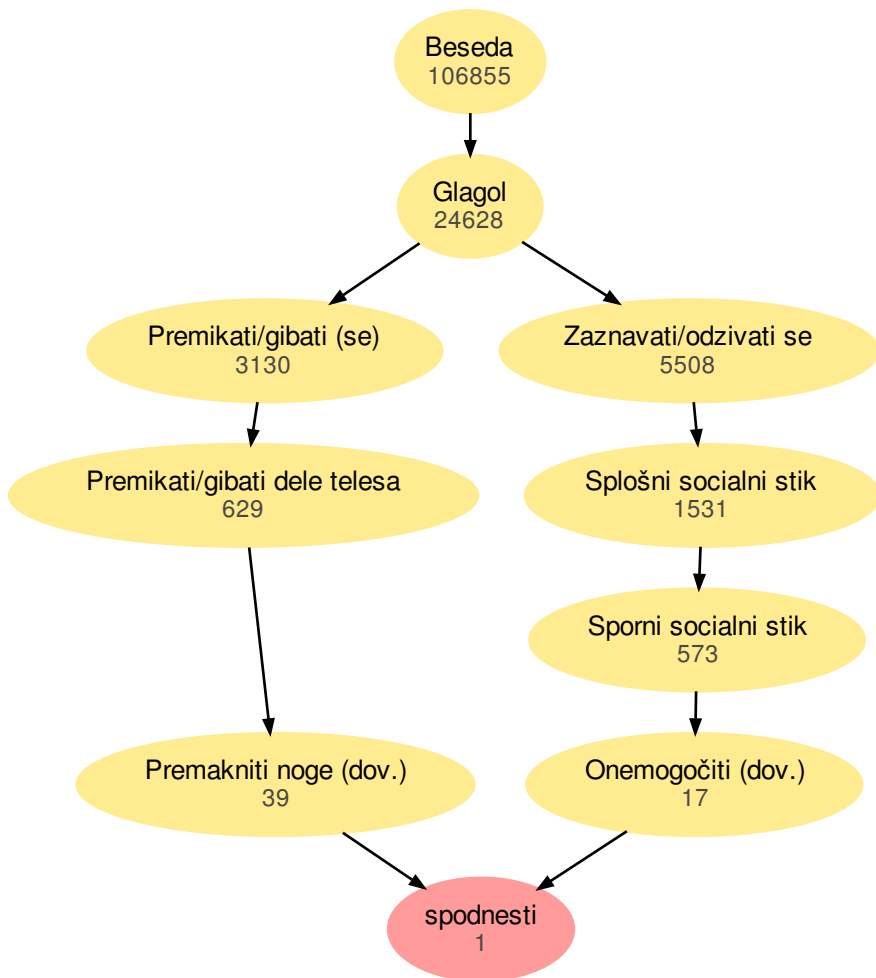 Beseda
106855
Glagol
24628
Premikati/gibati (se)
3130
Zaznavati/odzivati se
5508
Premikati/gibati dele telesa
629
Splošni socialni stik
1531
Sporni socialni stik
573
Premakniti noge (dov.)
39
Onemogočiti (dov.)
17
spodnesti
1